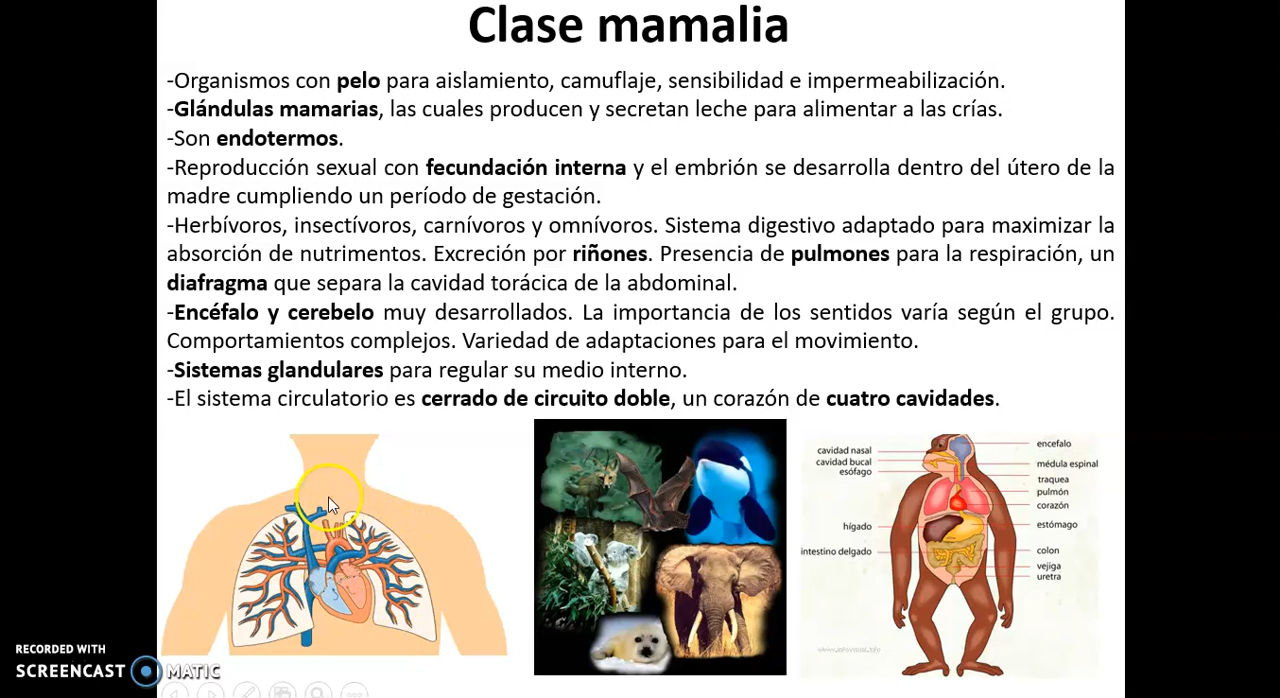 Clase mamalia
-Organismos con pelo para aislamiento, camuflaje, sensibilidad e impermeabilización.
-Glándulas mamarias, las cuales producen y secretan leche para alimentar a las crías.
-Son endotermos.
-Reproducción sexual con fecundación interna y el embrión se desarrolla dentro del útero de la
madre cumpliendo un período de gestación.
-Herbívoros, insectívoros, carnívoros y omnívoros. Sistema digestivo adaptado para maximizar la
absorción de nutrimentos. Excreción por riñones. Presencia de pulmones para la respiración, un
diafragma que separa la cavidad torácica de la abdominal.
-Encéfalo y cerebelo muy desarrollados. La importancia de los sentidos varía según el grupo.
Comportamientos complejos. Variedad de adaptaciones para el movimiento.
-Sistemas glandulares para regular su medio interno.
-El sistema circulatorio es cerrado de circuito doble, un corazón de cuatro cavidades.
cavidad nasal
cavidad bucal
esófago
hígado
intestino delgado
encefalo
médula espinal
traquea
pulmón
corazón
estómago
colon
vejiga
uretra
RECORDED WITH
SCREENCAST MATIC